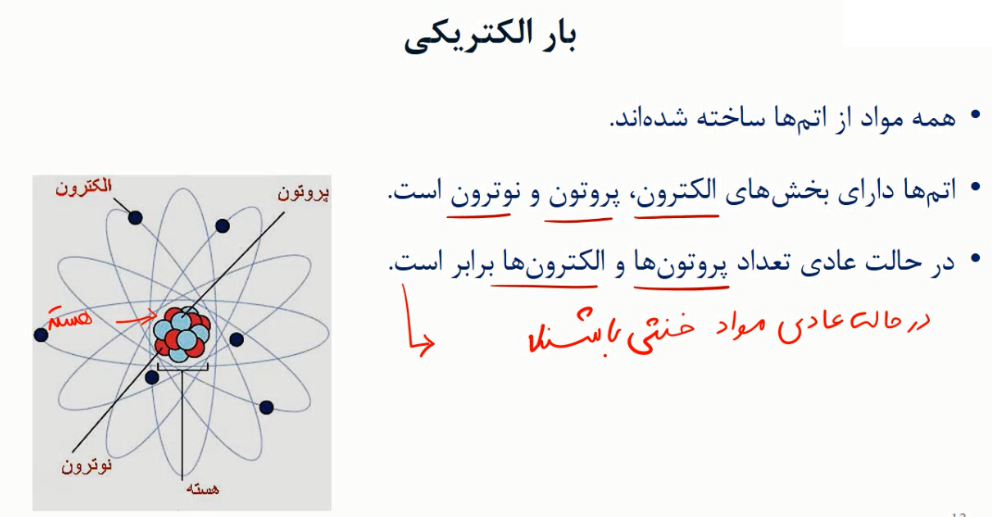 بار الکتریکی
• همه مواد از اتم‌ها ساخته شده‌اند.
• اتم‌ها دارای بخش‌های الکترون، پروتون و نوترون است.
• در حالت عادی تعداد پروتون‌ها و الکترون‌ها برابر است.
در حالت عادی مواد خنثی باشند
الکترون
پروتون
هسته
نوترون
هسته